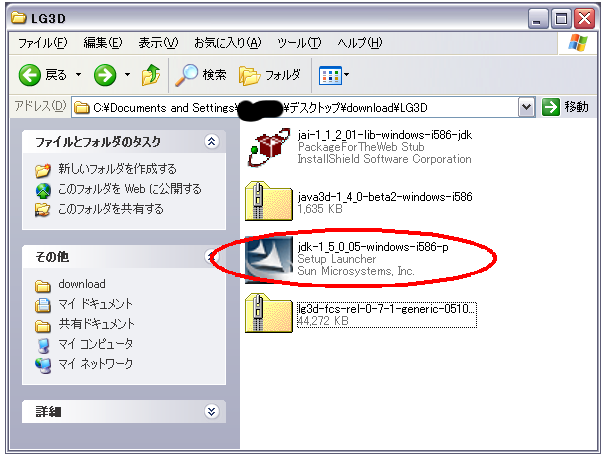 LG3D
ファイル(F) 編集(E) 表示(V) お気に入り(A) ツール(T) ヘルプ(H)
戻る 検索 フォルダ
アドレス(D) C:¥Documents and Settings¥ ¥デスクトップ¥download¥LG3D 移動
ファイルとフォルダのタスク
新しいフォルダを作成する
このフォルダを Web に公開する
このフォルダを共有する
その他
download
マイ ドキュメント
共有ドキュメント
マイ コンピュータ
マイ ネットワーク
詳細
jai-1_1_2_01-lib-windows-i586-jdk
PackageForTheWeb Stub
InstallShield Software Corporation
java3d-1_4_0-beta2-windows-i586
1,635 KB
jdk-1_5_0_05-windows-i586-p
Setup Launcher
Sun Microsystems, Inc.
lg3d-fcs-rel-0-7-1-generic-0510...
44,272 KB